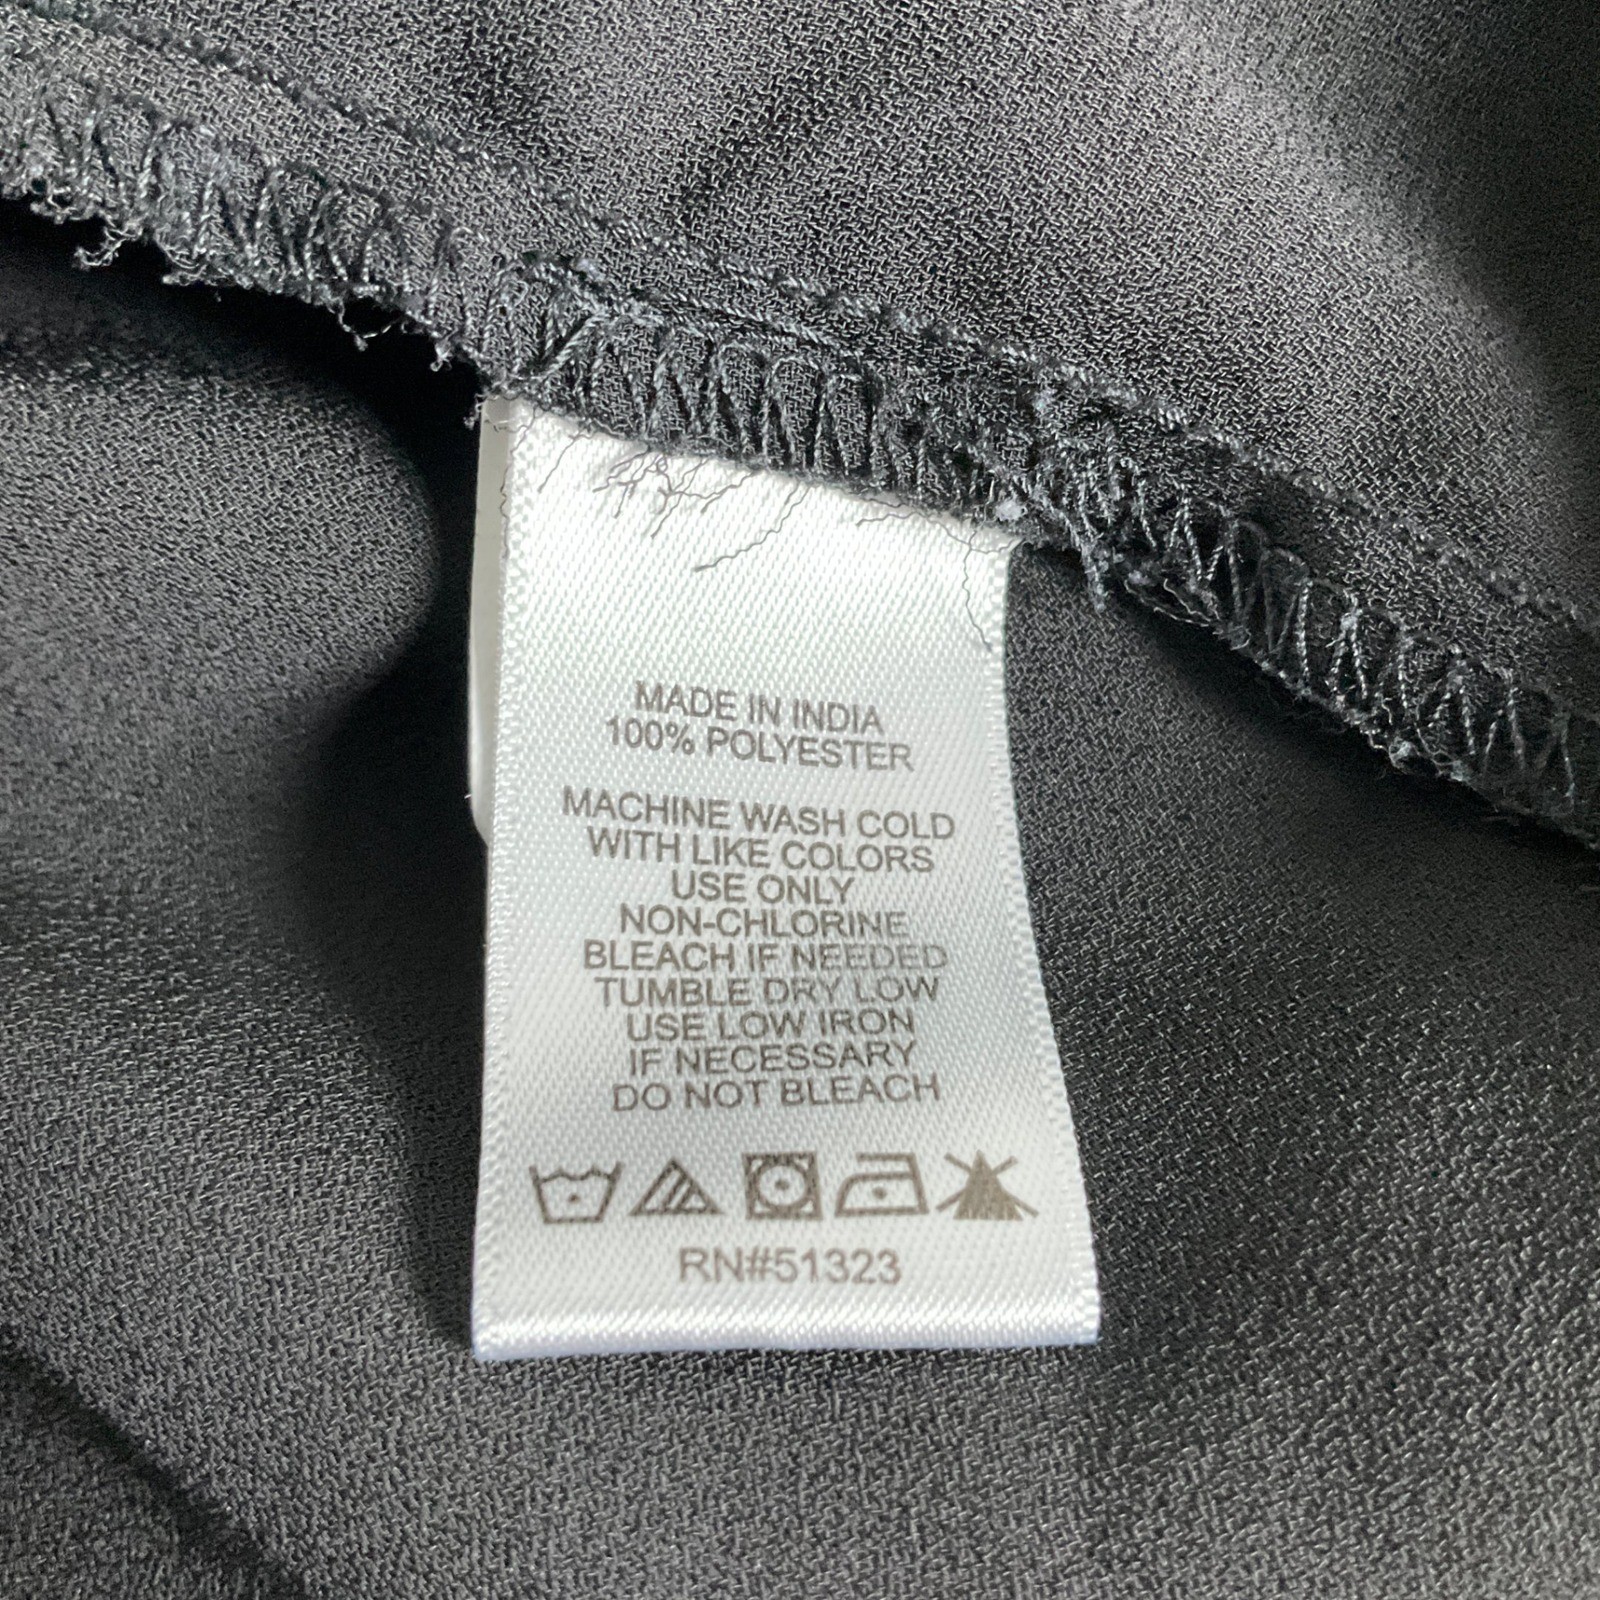 MADE IN INDIA
100% POLYESTER
MACHINE WASH COLD
WITH LIKE COLORS
USE ONLY
NON-CHLORINE
BLEACH IF NEEDED
TUMBLE DRY LOW
USE LOW IRON
IF NECESSARY
DO NOT BLEACH
RN#51323